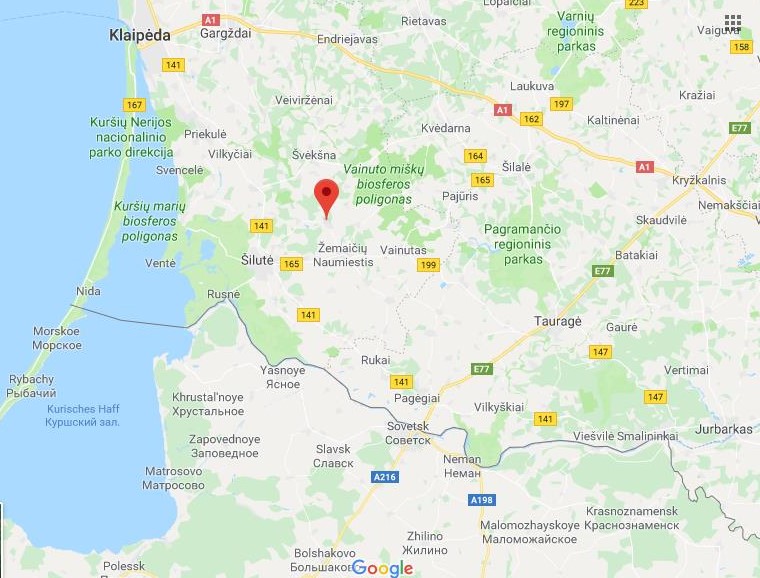 Lopaičiai
223
Varnių
regioninis
parkas
Rietavas
A1
Gargždai
Klaipėda
Endriejavas
Vaiguva
158
141
Laukuva
197
Kražiai
167
Veiviržėnai
A1
162
Kaltinėnai
Kuršių Nerijos
nacionalinio
parko direkcija
Priekulė
Kvėdarna
E77
Vilkyčiai
Švėkšna
164
Šilalė
A1
Svencelė
Vainuto miškų
biosferos
poligonas
165
Kryžkalnis
Pajūris
Nemakščiai
Kuršių marių
biosferos
poligonas
141
Skaudvilė
Pagramančio
regioninis
parkas
Žemaičių
Naumiestis
Vainutas
Batakiai
Ventė
Šilutė
165
199
E77
Nida
Rusnė
141
Tauragė
Gaurė
Morskoe
Морское
147
Rukai
Yasnoye
Ясное
E77
Vertimai
Rybachy
Рыбачий
141
Khrustal'noye
Хрустальное
Pagėgiai
147
Kurisches Haff
Куршский зал.
Vilkyškiai
141
Jurbarkas
Sovetsk
Советск
Viešvilė
Smalininkai
Zapovednoye
Заповедное
Slavsk
Славск
Neman
Неман
Matrosovo
Матросово
A216
A198
Krasnoznamensk
Краснознаменск
Malomozhayskoye
Маломожайское
Zhilino
Жилино
Bolshakovo
Большаково
Polessk
Google